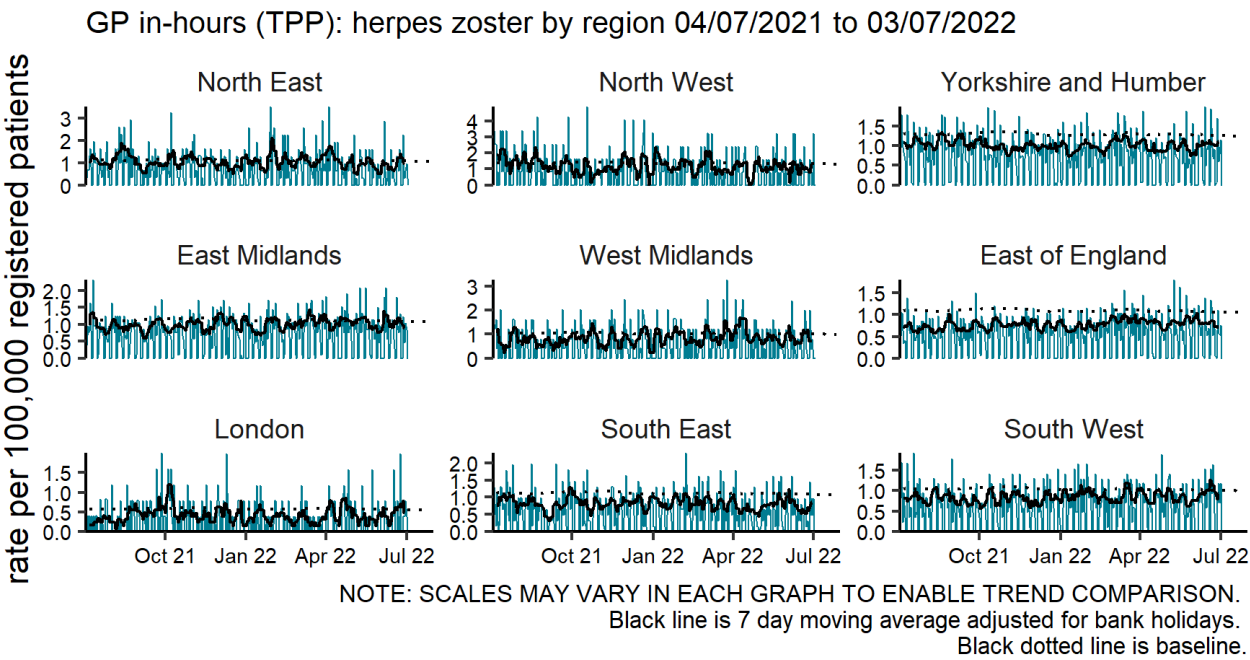 GP in-hours (TPP): herpes zoster by region 04/07/2021 to 03/07/2022
rate per 100,000 registered patients
North East
3
2
1
0
North West
4
3
2
1
0
Yorkshire and Humber
1.5
1.0
0.5
0.0
East Midlands
2.0
1.5
1.0
0.5
0.0
West Midlands
3
2
1
0
East of England
1.5
1.0
0.5
0.0
London
1.5
1.0
0.5
0.0
Oct 21 Jan 22 Apr 22 Jul 22
South East
2.0
1.5
1.0
0.5
0.0
Oct 21 Jan 22 Apr 22 Jul 22
South West
1.5
1.0
0.5
0.0
Oct 21 Jan 22 Apr 22 Jul 22
NOTE: SCALES MAY VARY IN EACH GRAPH TO ENABLE TREND COMPARISON.
Black line is 7 day moving average adjusted for bank holidays.
Black dotted line is baseline.